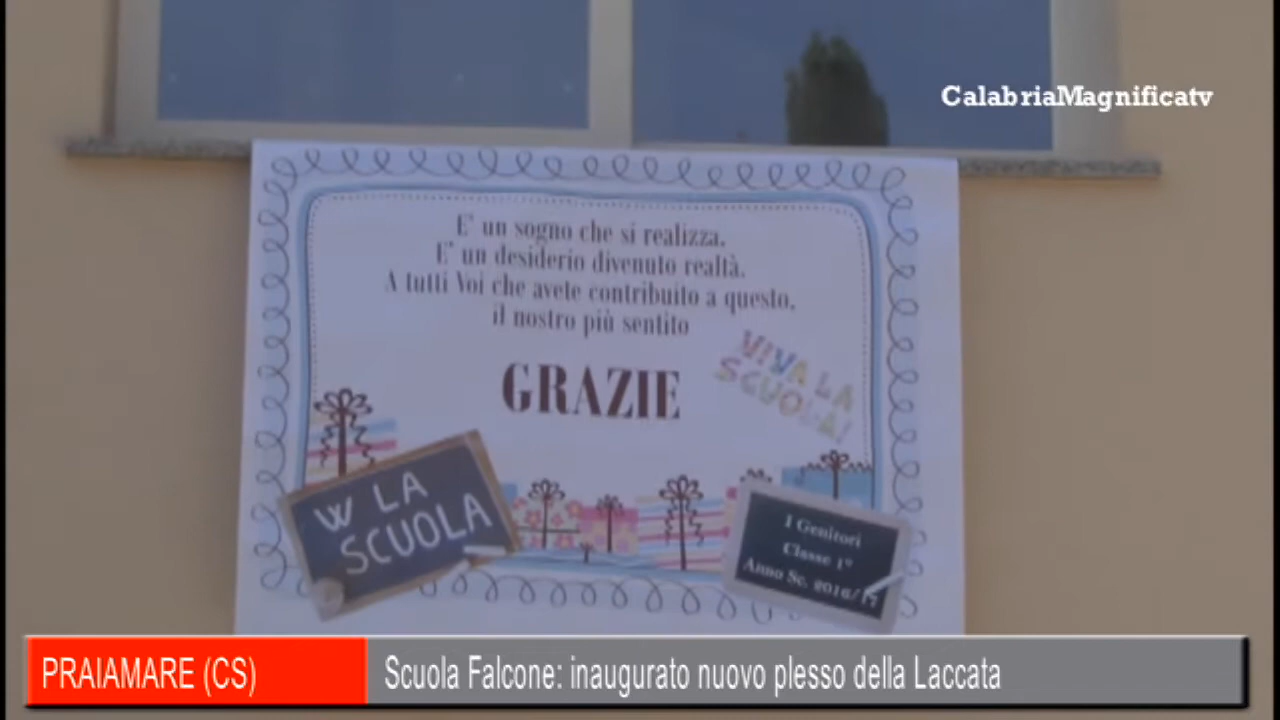 CalabriaMagnificatv
E' un sogno che si realizza.
E' un desiderio divenuto realtà.
A tutti Voi che avete contribuito a questo.
il nostro più sentito
GRAZIE
VIVA LA
SCUOLA!
W LA
SCUOLA
I Genitori
Classe 1°
Anno Sc. 2016/17
PRAIAMARE (CS)
Scuola Falcone: inaugurato nuovo plesso della Laccata